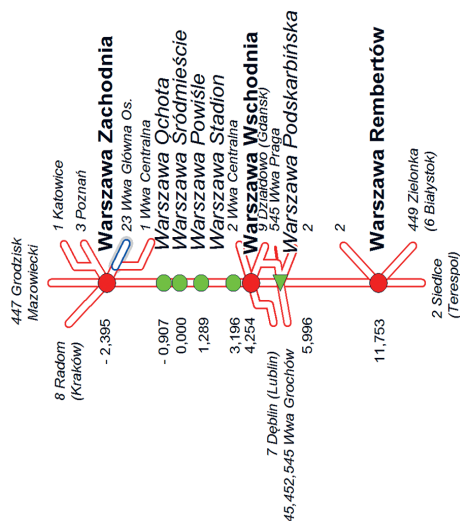 447 Grodzisk
Mazowiecki
8 Radom
(Kraków)
1 Katowice
3 Poznań
Warszawa Zachodnia
- 2,395
23 Wwa Główna Os.
1 Wwa Centralna
Warszawa Ochota
- 0,907
Warszawa Śródmieście
0,000
Warszawa Powiśle
1,289
Warszawa Stadion
3,196
2 Wwa Centralna
Warszawa Wschodnia
4,254
9 Działdowo (Gdańsk)
545 Wwa Praga
Warszawa Podskarbińska
5,996
7 Dęblin (Lublin)
45,452,545 Wwa Grochów
2
2
Warszawa Rembertów
11,753
449 Zielonka
(6 Białystok)
2 Siedlce
(Terespol)